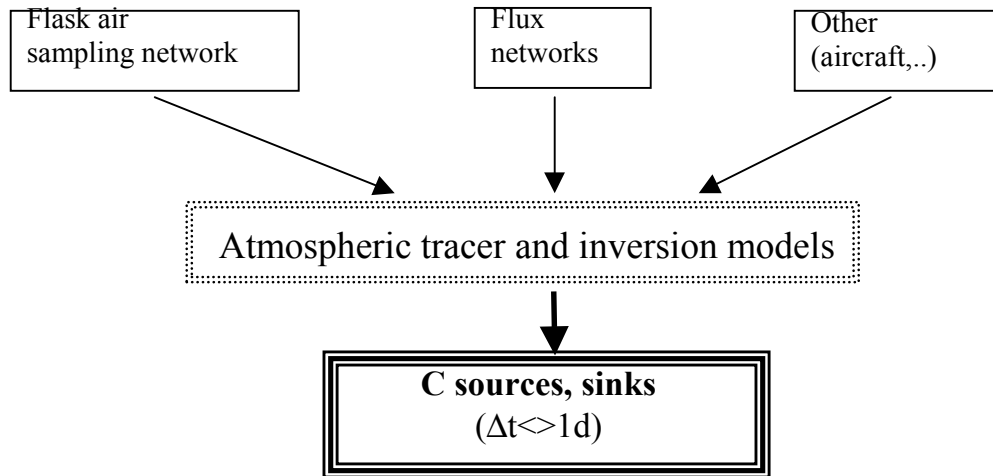 Flask air
sampling network
Flux
networks
Other
(aircraft,..)
Atmospheric tracer and inversion models
C sources, sinks
(Δt<>1d)